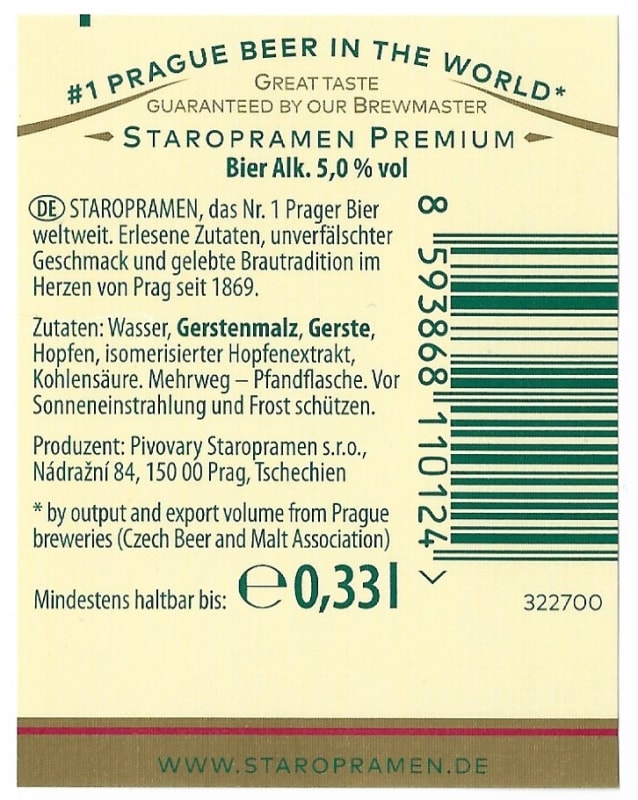 #1 PRAGUE BEER IN THE WORLD*
GREAT TASTE
GUARANTEED BY OUR BREWMASTER
STAROPRAMEN PREMIUM
Bier Alk. 5,0 % vol
DE STAROPRAMEN, das Nr. 1 Prager Bier
weltweit. Erlesene Zutaten, unverfälschter
Geschmack und gelebte Brautradition im
Herzen von Prag seit 1869.
Zutaten: Wasser, Gerstenmalz, Gerste,
Hopfen, isomerisierter Hopfenextrakt,
Kohlensäure. Mehrweg – Pfandflasche. Vor
Sonneneinstrahlung und Frost schützen.
Produzent: Pivovary Staropramen s.r.o.,
Nádražní 84, 150 00 Prag, Tschechien
* by output and export volume from Prague
breweries (Czech Beer and Malt Association)
Mindestens haltbar bis: ℮ 0,33 l
8 593868 110124 >
322700
WWW.STAROPRAMEN.DE